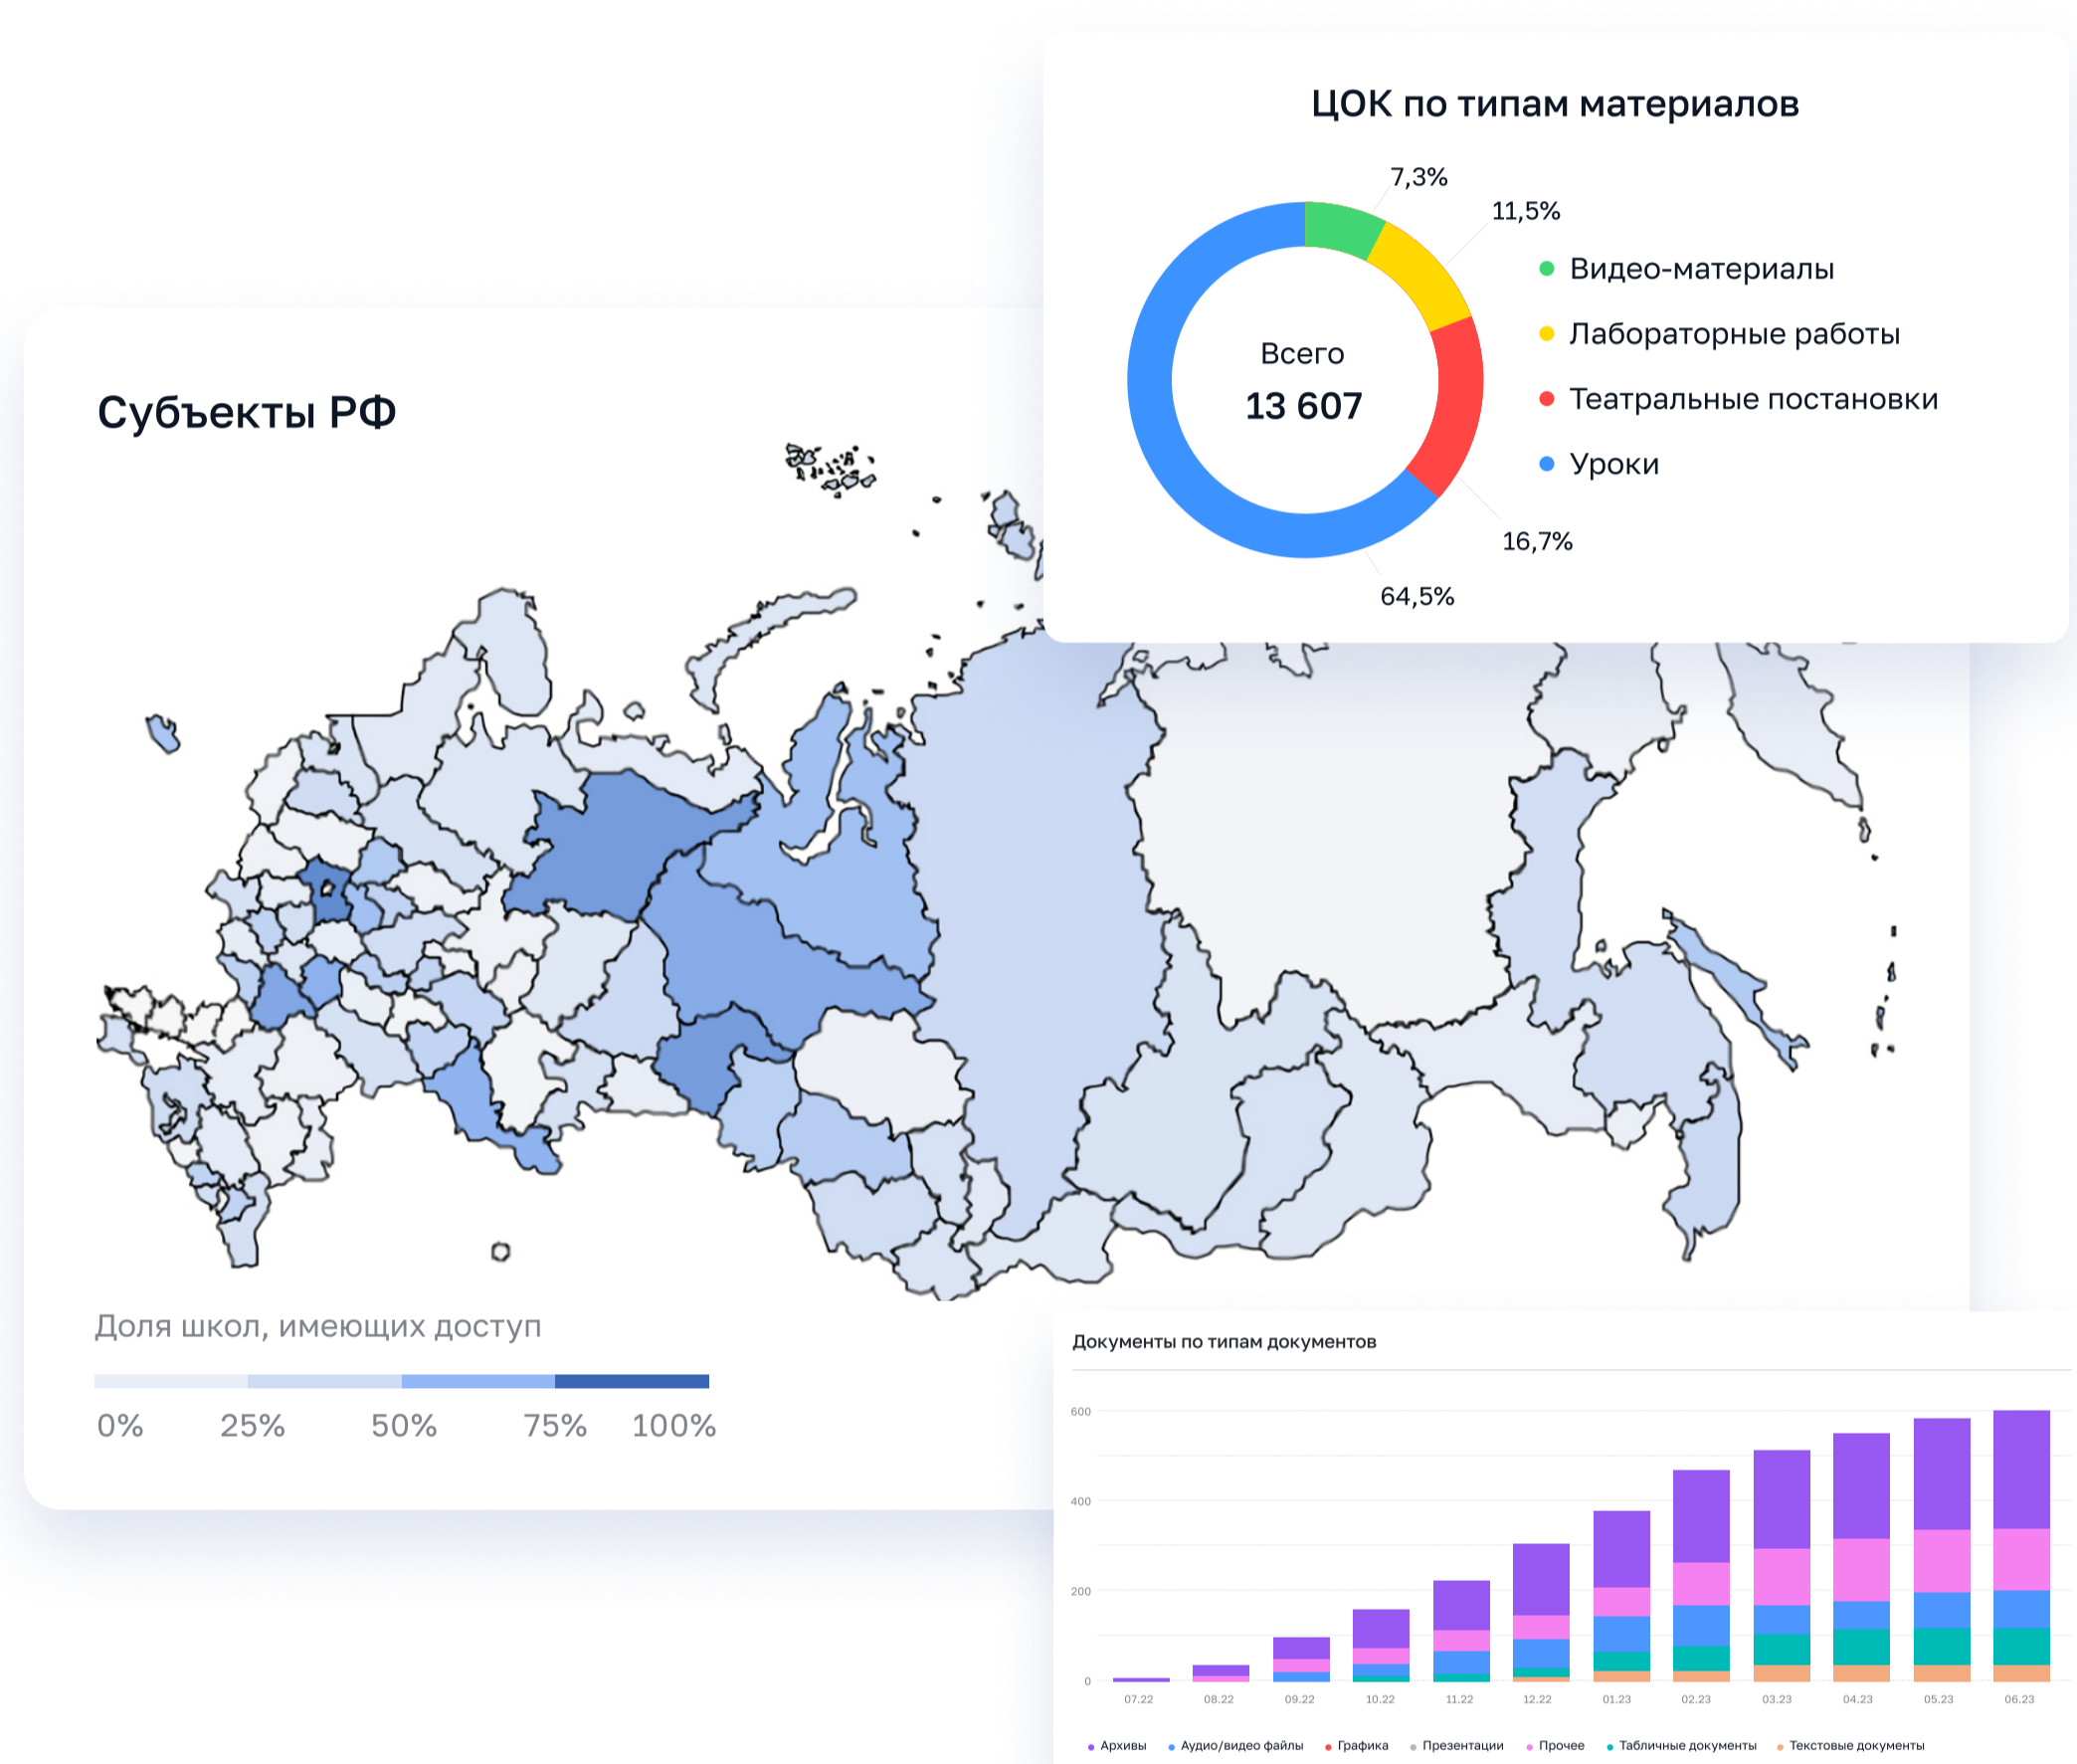 ЦОК по типам материалов
7,3%
11,5%
Всего
13 607
16,7%
64,5%
Видео-материалы
Лабораторные работы
Театральные постановки
Уроки
Субъекты РФ
Доля школ, имеющих доступ
0% 25% 50% 75% 100%
Документы по типам документов
600
400
200
0
07.22 08.22 09.22 10.22 11.22 12.22 01.23 02.23 03.23 04.23 05.23 06.23
Архивы Аудио/видео файлы Графика Презентации Прочее Табличные документы Текстовые документы